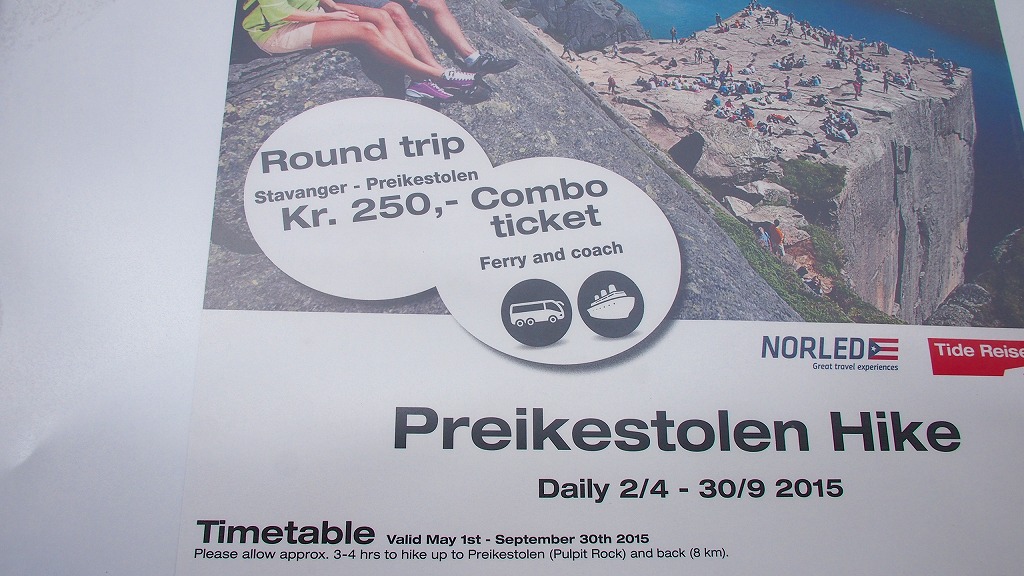 Round trip
Stavanger - Preikestolen
Kr. 250,-
Combo
ticket
Ferry and coach
NORLED
Great travel experiences
Tide Reise
Preikestolen Hike
Daily 2/4 - 30/9 2015
Timetable Valid May 1st - September 30th 2015
Please allow approx. 3-4 hrs to hike up to Preikestolen (Pulpit Rock) and back (8 km).